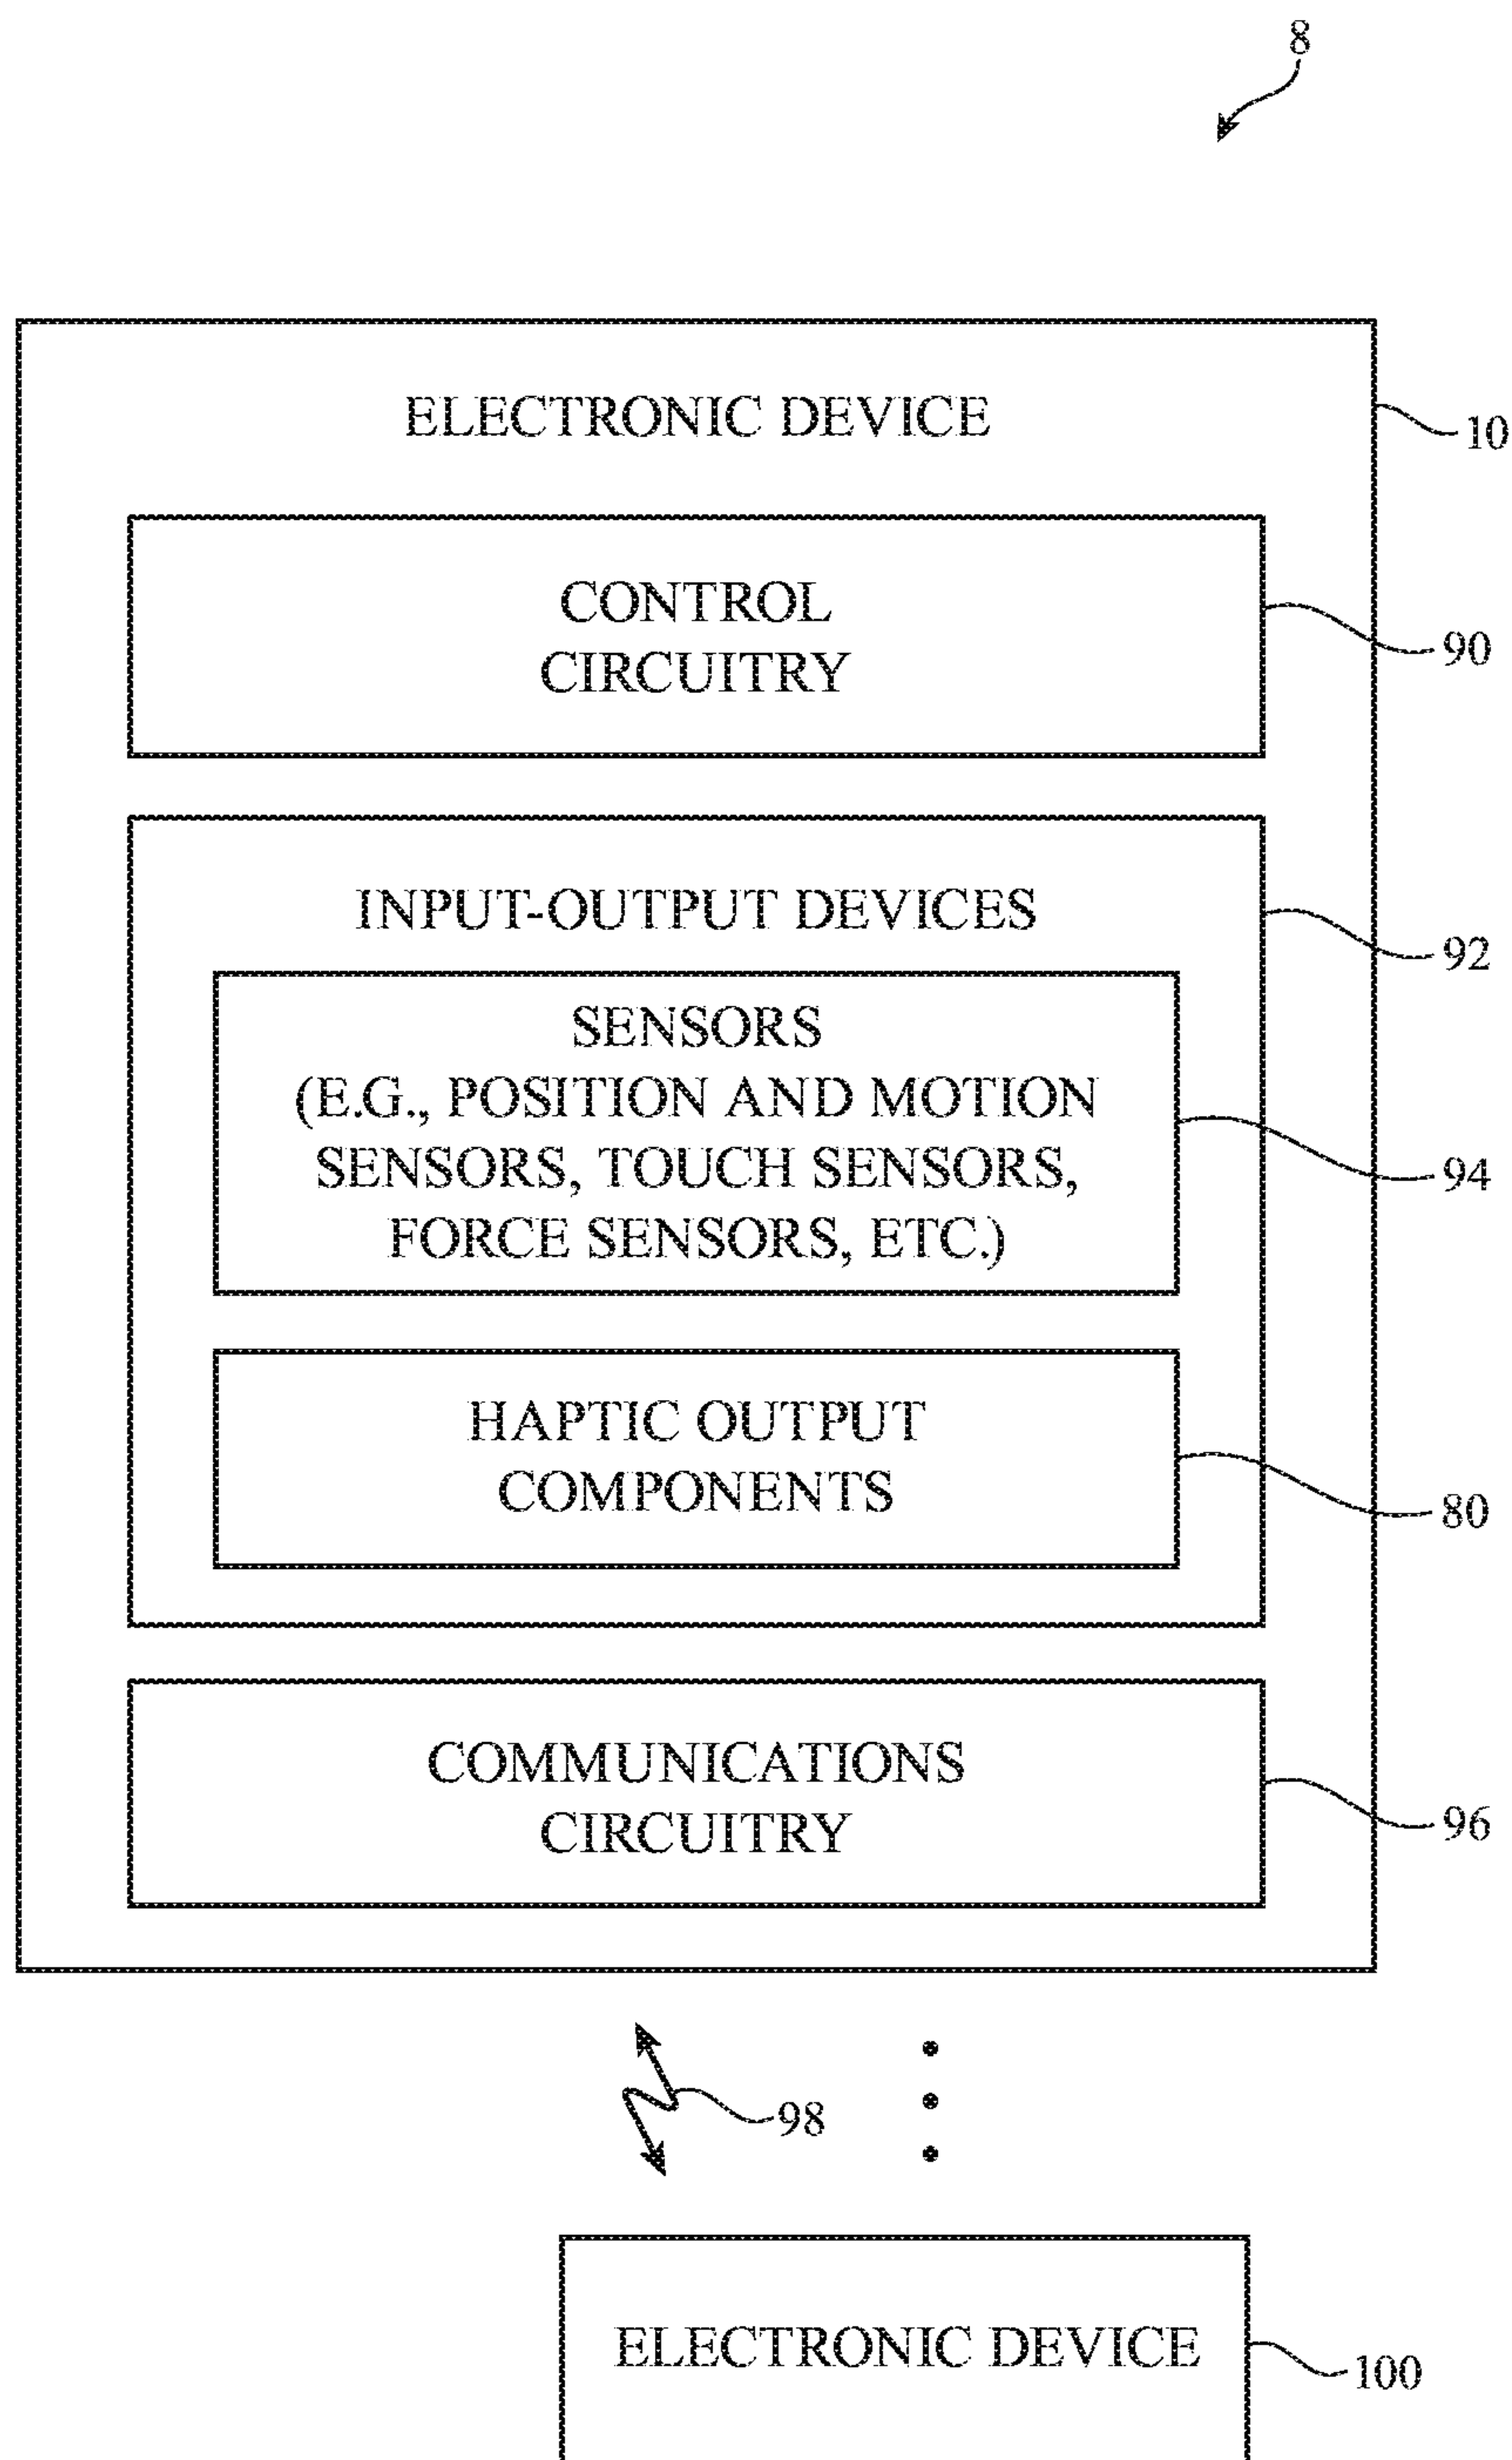 8
ELECTRONIC DEVICE
10
CONTROL
CIRCUITRY
90
INPUT-OUTPUT DEVICES
92
SENSORS
(E.G., POSITION AND MOTION
SENSORS, TOUCH SENSORS,
FORCE SENSORS, ETC.)
94
HAPTIC OUTPUT
COMPONENTS
80
COMMUNICATIONS
CIRCUITRY
96
98
ELECTRONIC DEVICE
100